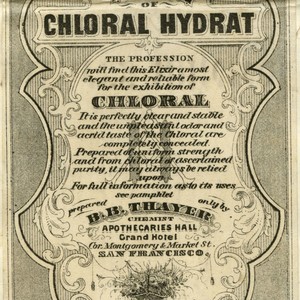 OF
CHLORAL HYDRAT
THE PROFESSION
will find this Elixir a most
elegant and reliable form
for the exhibition of
CHLORAL
It is perfectly clear and stable
and the unpleasant odor and
acrid taste of the Chloral are
completely concealed
Prepared of uniform strength
and from chloral of ascertained
purity, it may always be relied
upon
For full information as to its uses
see pamphlet
prepared only by
B.B. THAYER,
CHEMIST
APOTHECARIES HALL
Grand Hotel
Cor. Montgomery & Market St.
SAN FRANCISCO.